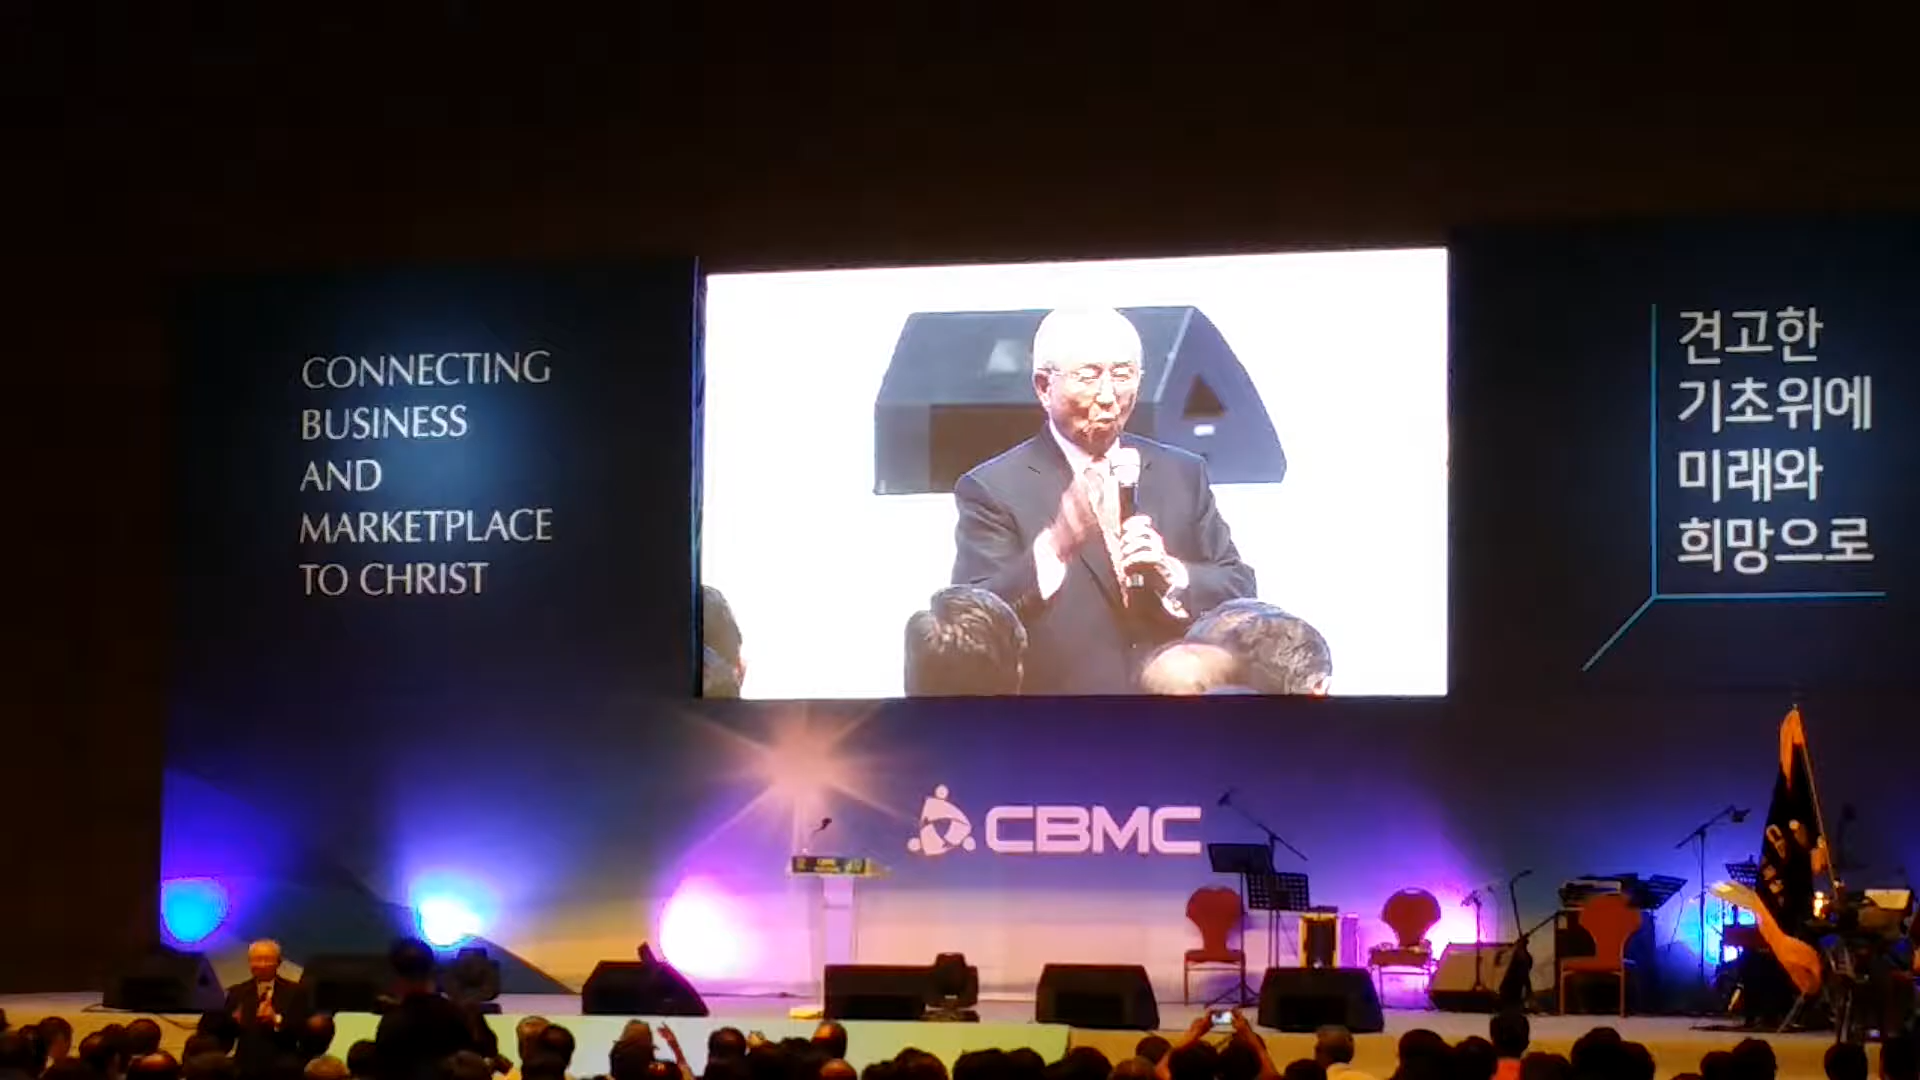 CONNECTING
BUSINESS
AND
MARKETPLACE
TO CHRIST
견고한
기초위에
미래와
희망으로
CBMC